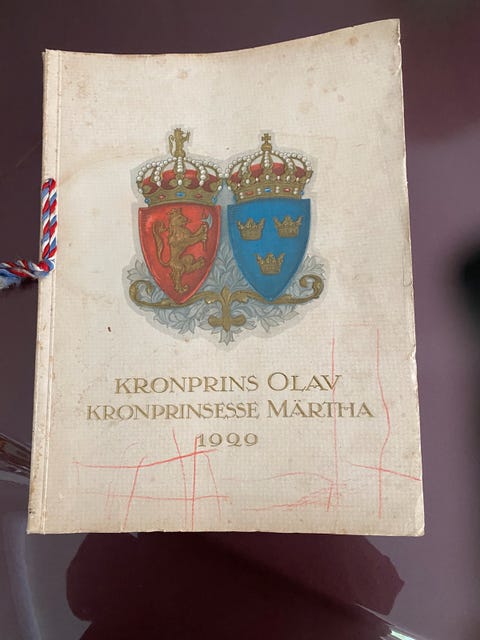 KRONPRINS OLAV
KRONPRINSESSE MÄRTHA
1929